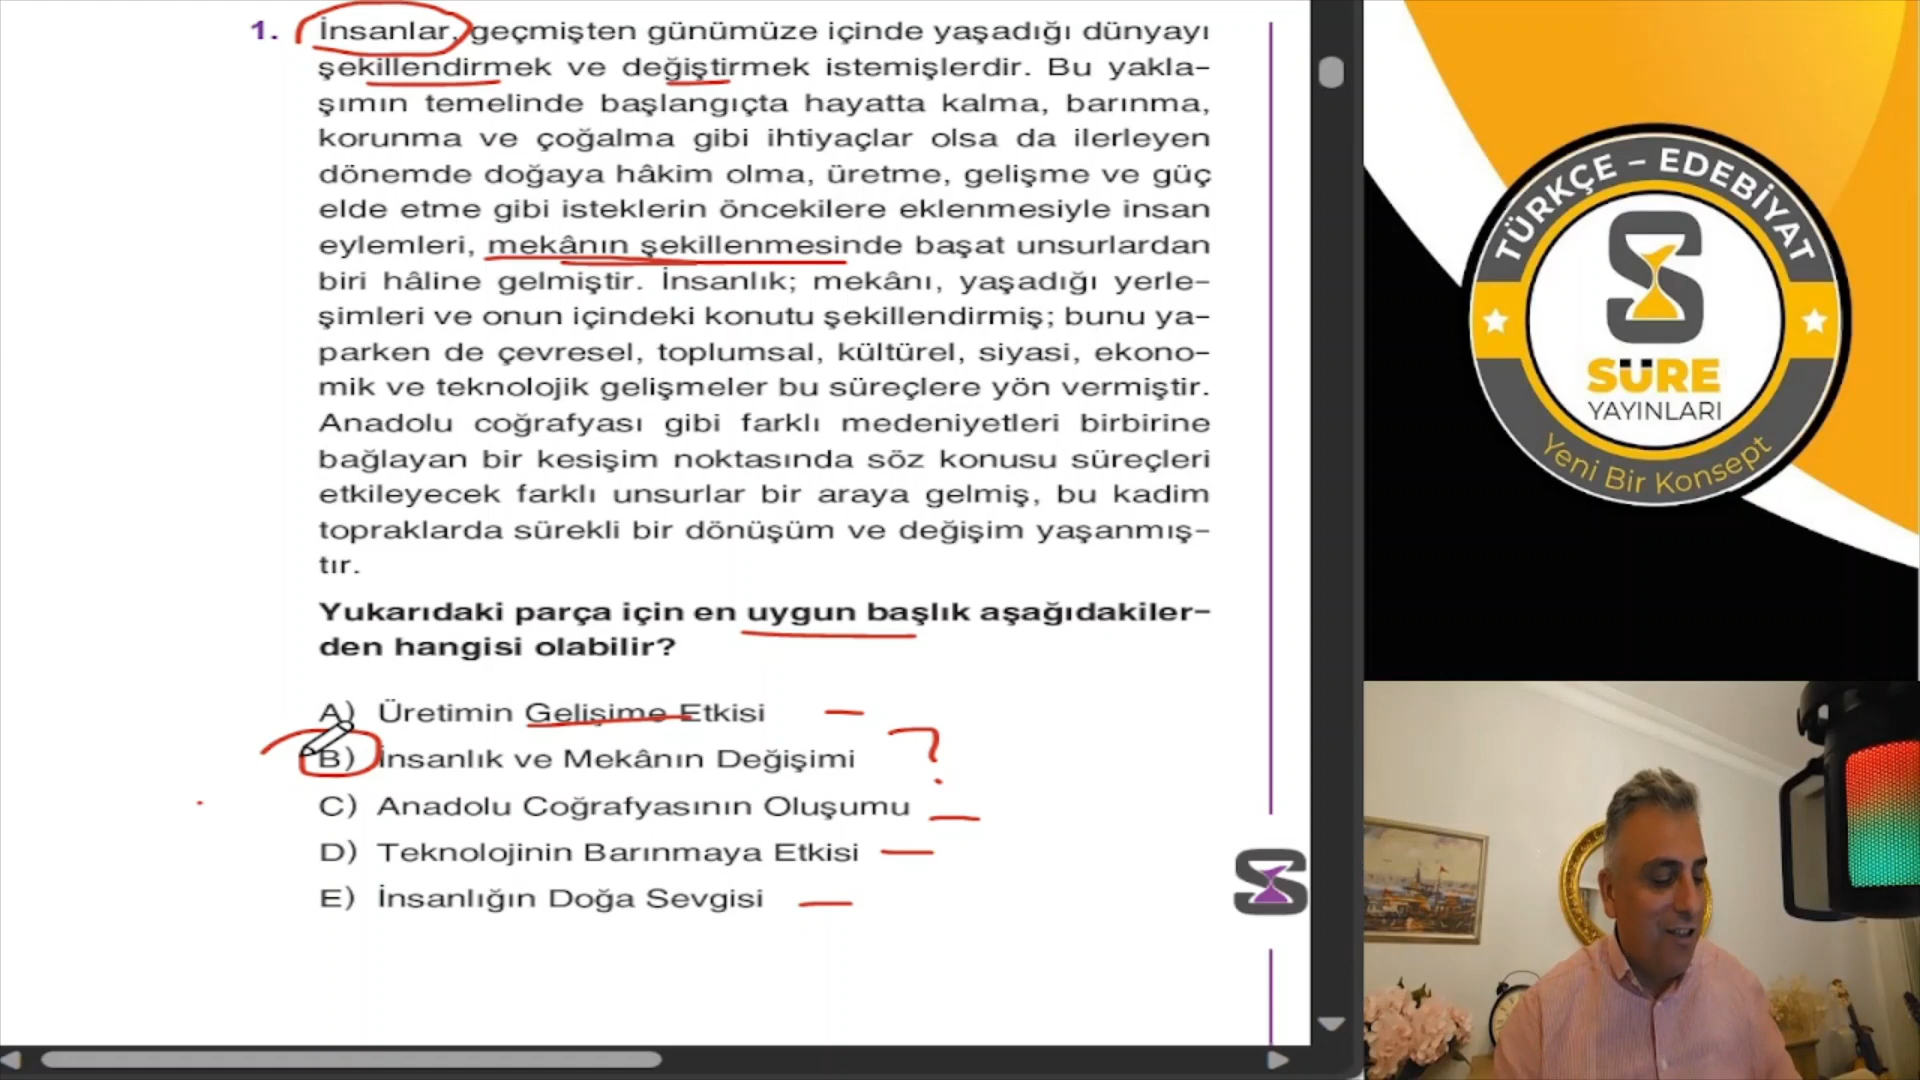 1. İnsanlar, geçmişten günümüze içinde yaşadığı dünyayı
şekillendirmek ve değiştirmek istemişlerdir. Bu yakla-
şımın temelinde başlangıçta hayatta kalma, barınma,
korunma ve çoğalma gibi ihtiyaçlar olsa da ilerleyen
dönemde doğaya hâkim olma, üretme, gelişme ve güç
elde etme gibi isteklerin öncekilere eklenmesiyle insan
eylemleri, mekânın şekillenmesinde başat unsurlardan
biri hâline gelmiştir. İnsanlık; mekânı, yaşadığı yerle-
şimleri ve onun içindeki konutu şekillendirmiş; bunu ya-
parken de çevresel, toplumsal, kültürel, siyasi, ekono-
mik ve teknolojik gelişmeler bu süreçlere yön vermiştir.
Anadolu coğrafyası gibi farklı medeniyetleri birbirine
bağlayan bir kesişim noktasında söz konusu süreçleri
etkileyecek farklı unsurlar bir araya gelmiş, bu kadim
topraklarda sürekli bir dönüşüm ve değişim yaşanmış-
tır.
Yukarıdaki parça için en uygun başlık aşağıdakiler-
den hangisi olabilir?
A) Üretimin Gelişime Etkisi
B) İnsanlık ve Mekânın Değişimi
?
C) Anadolu Coğrafyasının Oluşumu
D) Teknolojinin Barınmaya Etkisi
E) İnsanlığın Doğa Sevgisi
TÜRKÇE – EDEBİYAT
SÜRE
YAYINLARI
Yeni Bir Konsept